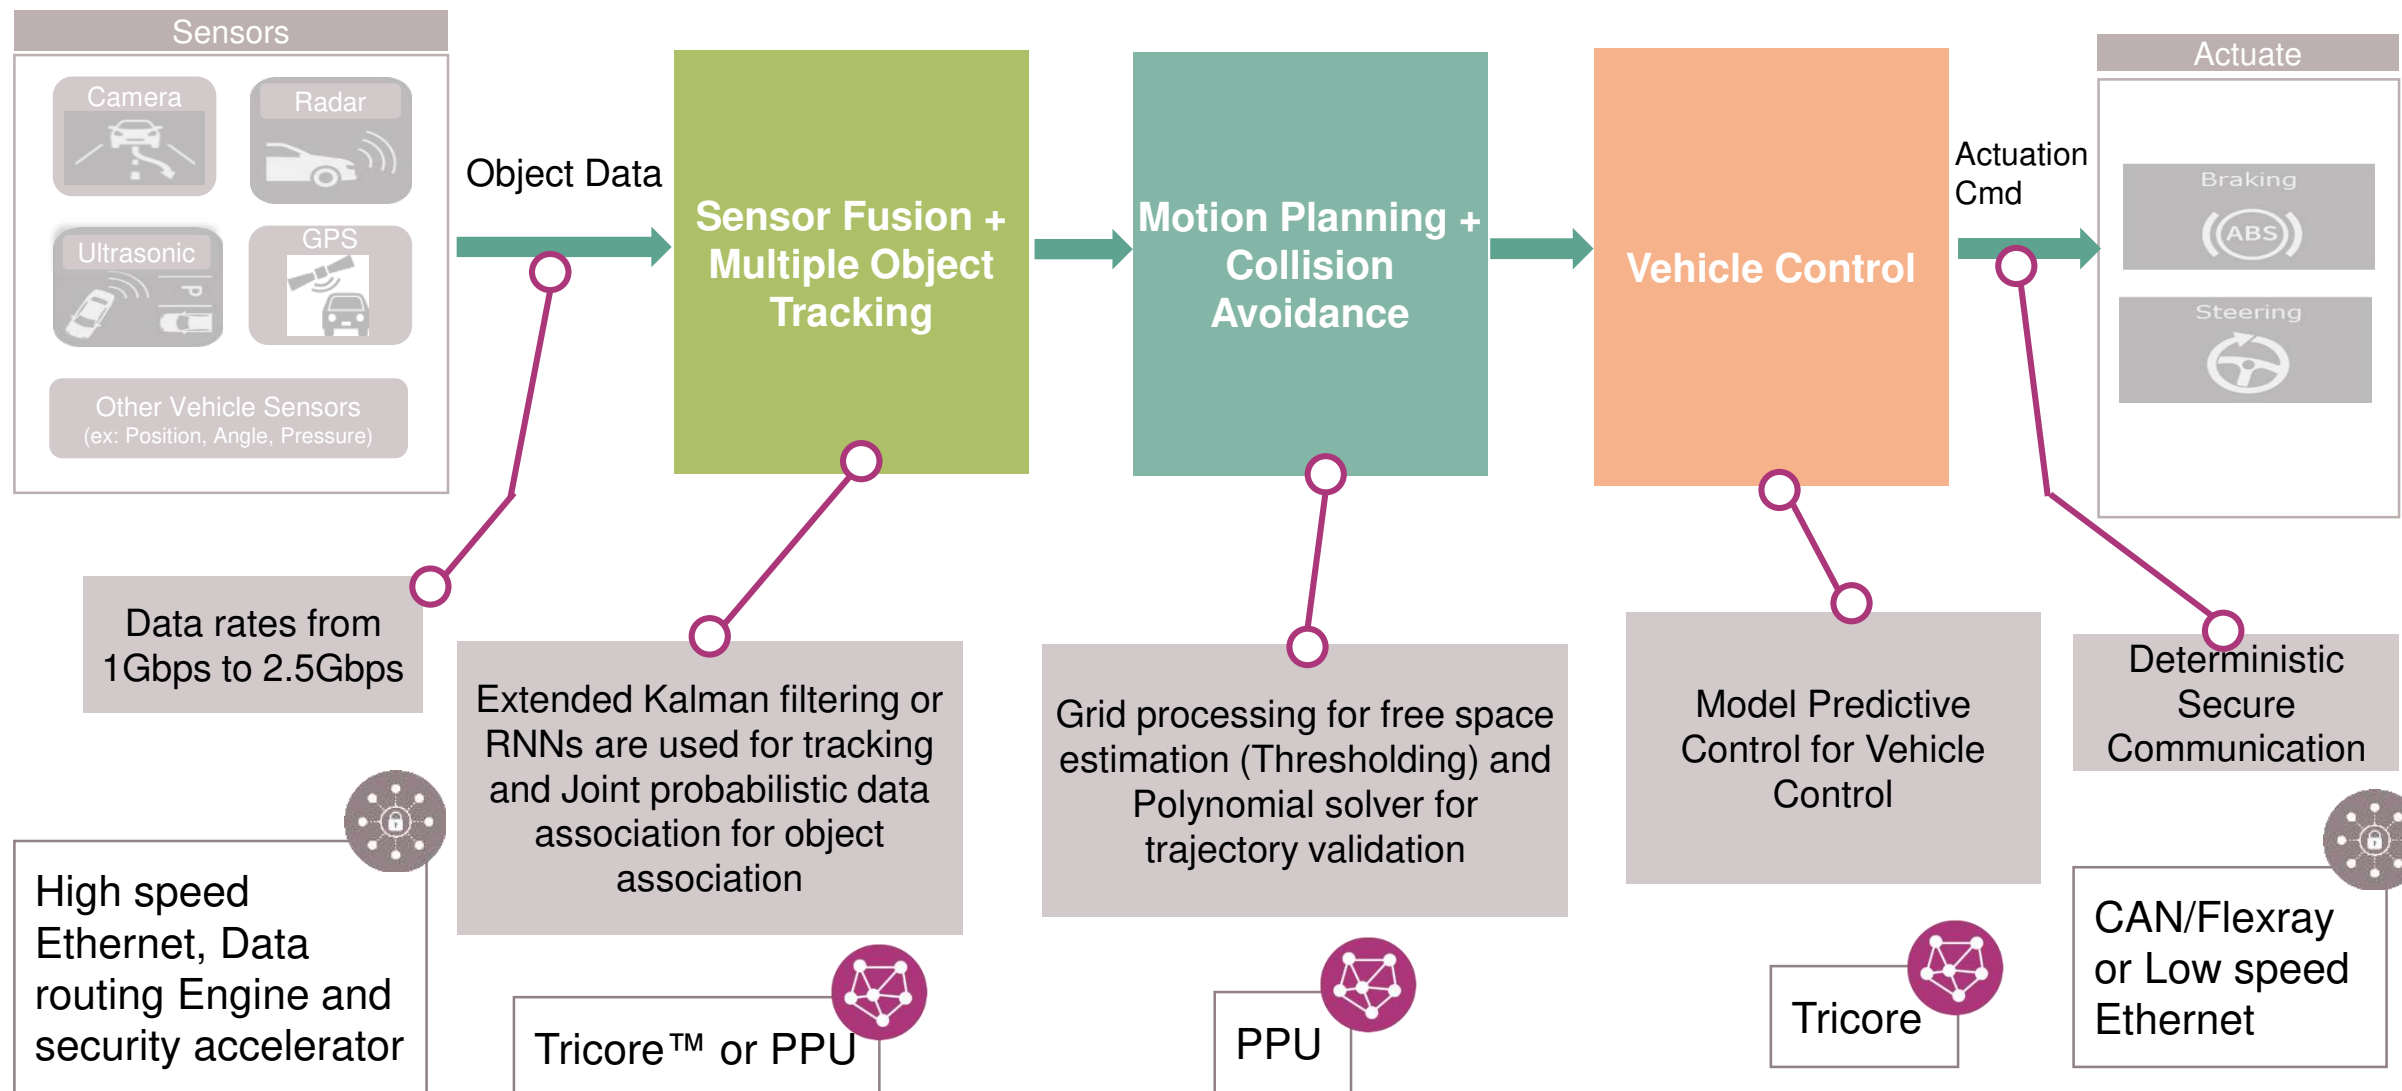 Sensors
Camera
Radar
Ultrasonic
P
GPS
Other Vehicle Sensors
(ex: Position, Angle, Pressure)
Object Data
Sensor Fusion +
Multiple Object
Tracking
Motion Planning +
Collision
Avoidance
Vehicle Control
Actuation
Cmd
Actuate
Braking
ABS
Steering
Data rates from
1Gbps to 2.5Gbps
Extended Kalman filtering or
RNNs are used for tracking
and Joint probabilistic data
association for object
association
Grid processing for free space
estimation (Thresholding) and
Polynomial solver for
trajectory validation
Model Predictive
Control for Vehicle
Control
Deterministic
Secure
Communication
High speed
Ethernet, Data
routing Engine and
security accelerator
Tricore™ or PPU
PPU
Tricore
CAN/Flexray
or Low speed
Ethernet